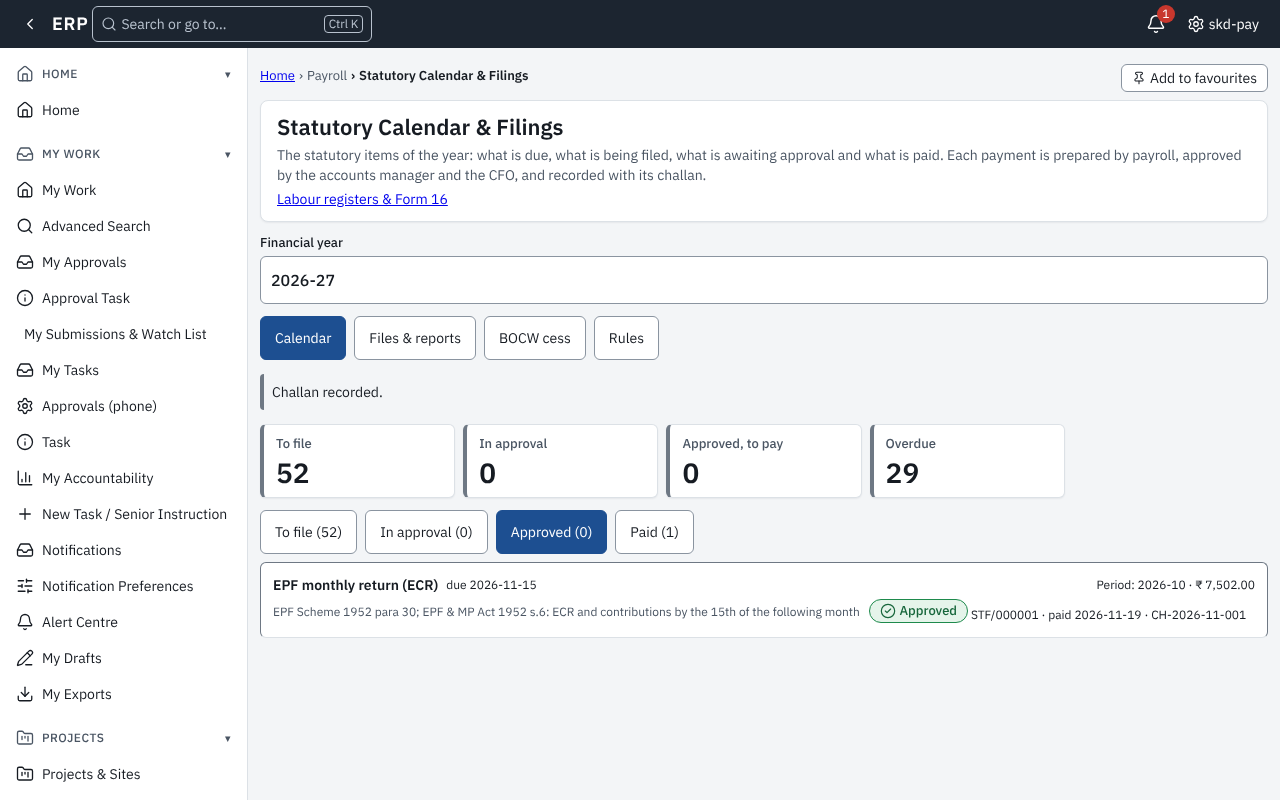 ERP
Search or go to...
Ctrl K
1
skd-pay
HOME
Home
MY WORK
My Work
Advanced Search
My Approvals
Approval Task
My Submissions & Watch List
My Tasks
Approvals (phone)
Task
My Accountability
New Task / Senior Instruction
Notifications
Notification Preferences
Alert Centre
My Drafts
My Exports
PROJECTS
Projects & Sites
Home › Payroll › Statutory Calendar & Filings
Add to favourites
Statutory Calendar & Filings
The statutory items of the year: what is due, what is being filed, what is awaiting approval and what is paid. Each payment is prepared by payroll, approved
by the accounts manager and the CFO, and recorded with its challan.
Labour registers & Form 16
Financial year
2026-27
Calendar
Files & reports
BOCW cess
Rules
Challan recorded.
To file
52
In approval
0
Approved, to pay
0
Overdue
29
To file (52)
In approval (0)
Approved (0)
Paid (1)
EPF monthly return (ECR) due 2026-11-15
Period: 2026-10 · ₹ 7,502.00
EPF Scheme 1952 para 30; EPF & MP Act 1952 s.6: ECR and contributions by the 15th of the following month
Approved
STF/000001 · paid 2026-11-19 · CH-2026-11-001